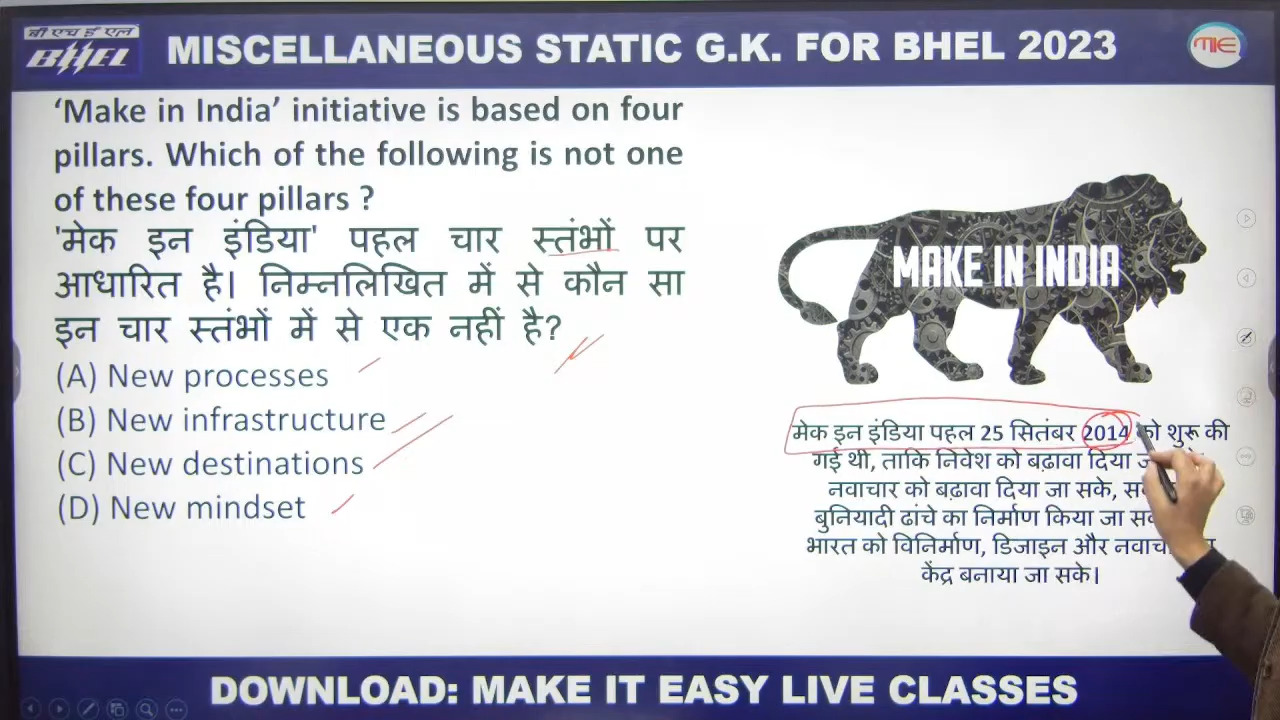 बी एच ई एल
BHEL
MISCELLANEOUS STATIC G.K. FOR BHEL 2023
MIE
‘Make in India’ initiative is based on four
pillars. Which of the following is not one
of these four pillars ?
'मेक इन इंडिया' पहल चार स्तंभों पर
आधारित है। निम्नलिखित में से कौन सा
इन चार स्तंभों में से एक नहीं है?
(A) New processes
(B) New infrastructure
(C) New destinations
(D) New mindset
MAKE IN INDIA
मेक इन इंडिया पहल 25 सितंबर 2014 को शुरू की
गई थी, ताकि निवेश को बढ़ावा दिया
नवाचार को बढ़ावा दिया जा सके,
बुनियादी ढांचे का निर्माण किया जा
भारत को विनिर्माण, डिजाइन और
केंद्र बनाया जा सके।
DOWNLOAD: MAKE IT EASY LIVE CLASSES